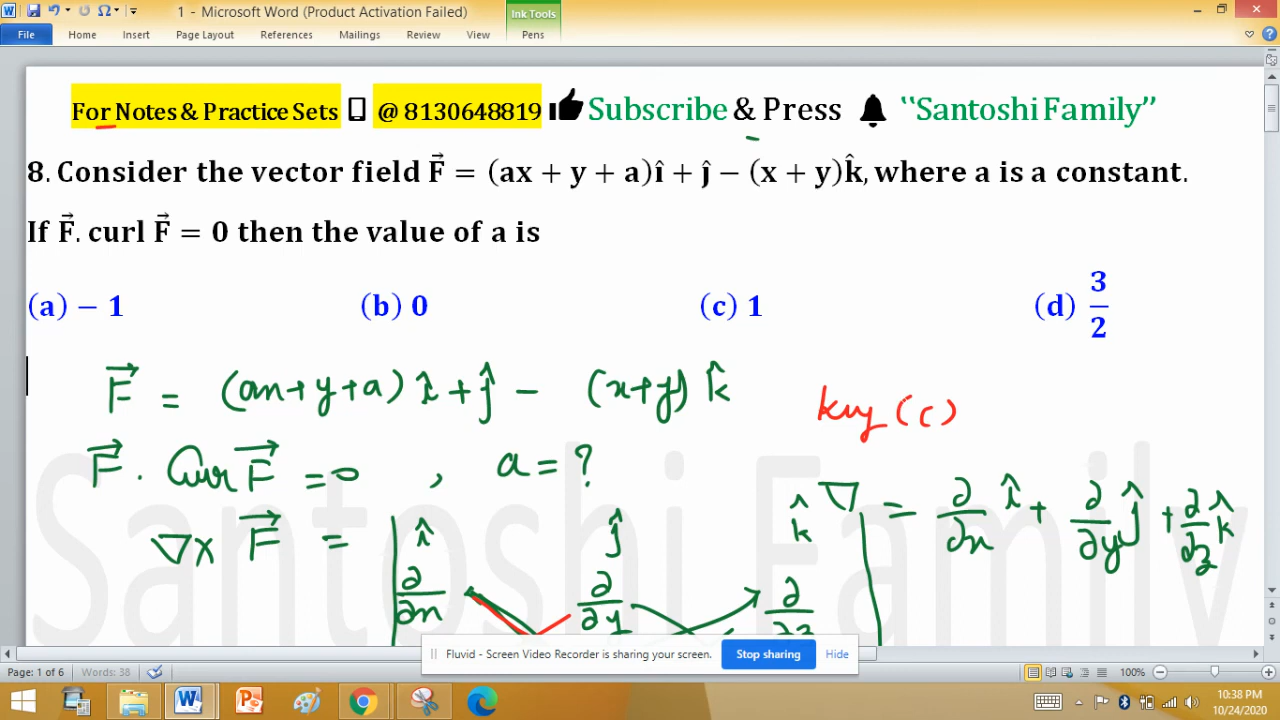 1 - Microsoft Word (Product Activation Failed)
Ink Tools
File Home Insert Page Layout References Mailings Review View Pens
For Notes & Practice Sets @ 8130648819 Subscribe & Press "Santoshi Family"
8. Consider the vector field F⃗ = (ax + y + a)î + ĵ − (x + y)k̂, where a is a constant.
If F⃗. curl F⃗ = 0 then the value of a is
(a) − 1 (b) 0 (c) 1 (d) 3/2
F⃗ = (ax+y+a) î + ĵ − (x+y) k̂
key (c)
F⃗ . Curl F⃗ = 0 , a = ?
∇ = ∂/∂x î + ∂/∂y ĵ + ∂/∂z k̂
∇× F⃗ = | î ĵ k̂ |
∂/∂x ∂/∂y ∂/∂z
Santoshi Family
Fluvid - Screen Video Recorder is sharing your screen. Stop sharing Hide
Page: 1 of 6 Words: 38 100%
10:38 PM
10/24/2020